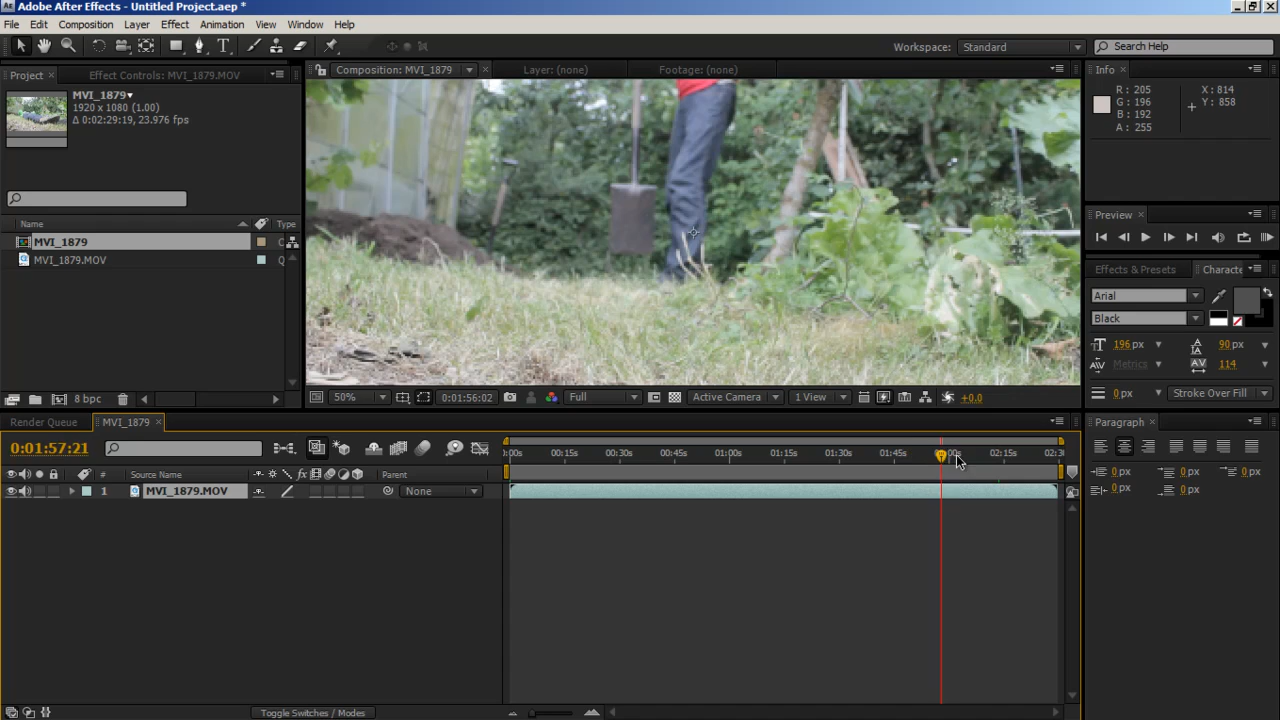 Adobe After Effects - Untitled Project.aep *
File Edit Composition Layer Effect Animation View Window Help
Workspace: Standard Search Help
Project Effect Controls: MVI_1879.MOV
MVI_1879
1920 x 1080 (1.00)
Δ 0:02:29:19, 23.976 fps
Name Type
MVI_1879
MVI_1879.MOV
8 bpc
Composition: MVI_1879 Layer: (none) Footage: (none)
50% 0:01:56:02 Full Active Camera 1 View +0.0
Info
R: 205 X: 814
G: 196 Y: 858
B: 192
A: 255
Preview
Effects & Presets Characte
Arial
Black
196 px 90 px
Metrics 114
0 px Stroke Over Fill
Render Queue MVI_1879
0:01:57:21
# Source Name Parent
1 MVI_1879.MOV None
:00s 00:15s 00:30s 00:45s 01:00s 01:15s 01:30s 01:45s 02:15s 02:3
Toggle Switches / Modes
Paragraph
0 px 0 px 0 px
0 px 0 px